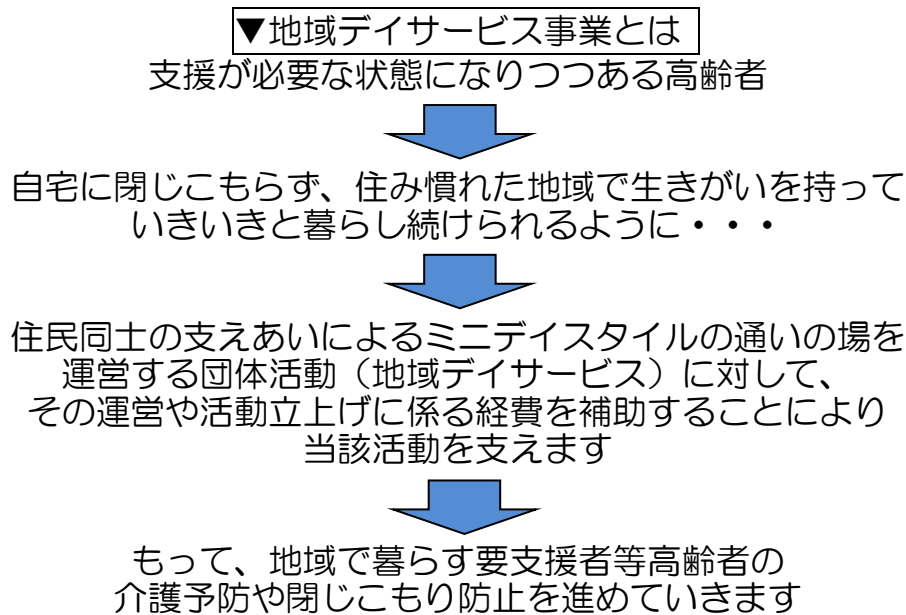 ▼地域デイサービス事業とは
支援が必要な状態になりつつある高齢者
自宅に閉じこもらず、住み慣れた地域で生きがいを持って
いきいきと暮らし続けられるように・・・
住民同士の支えあいによるミニデイスタイルの通いの場を
運営する団体活動（地域デイサービス）に対して、
その運営や活動立上げに係る経費を補助することにより
当該活動を支えます
もって、地域で暮らす要支援者等高齢者の
介護予防や閉じこもり防止を進めていきます